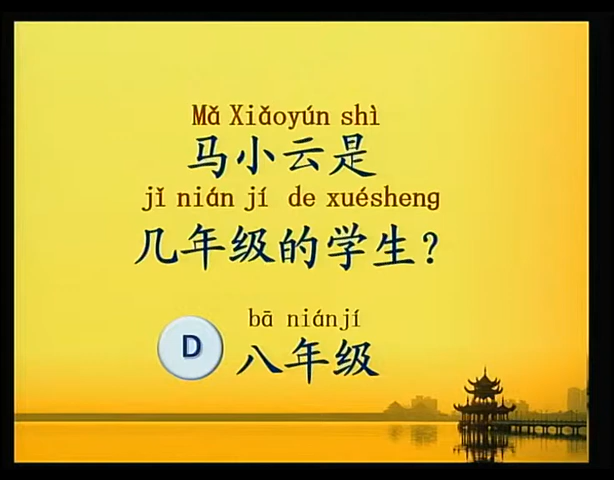 Mǎ Xiǎoyún shì
马小云是
jǐ nián jí de xuésheng
几年级的学生？
bā niánjí
D 八年级